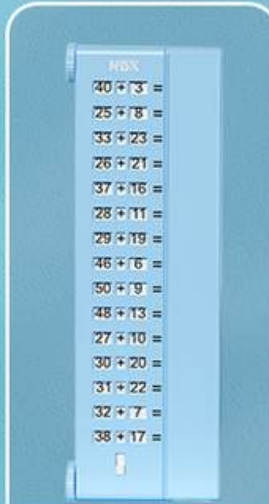 NBX
40 + 3 =
25 + 8 =
33 + 23 =
26 + 21 =
37 + 16 =
28 + 11 =
29 + 19 =
46 + 6 =
50 + 9 =
48 + 13 =
27 + 10 =
30 + 20 =
31 + 22 =
32 + 7 =
38 + 17 =